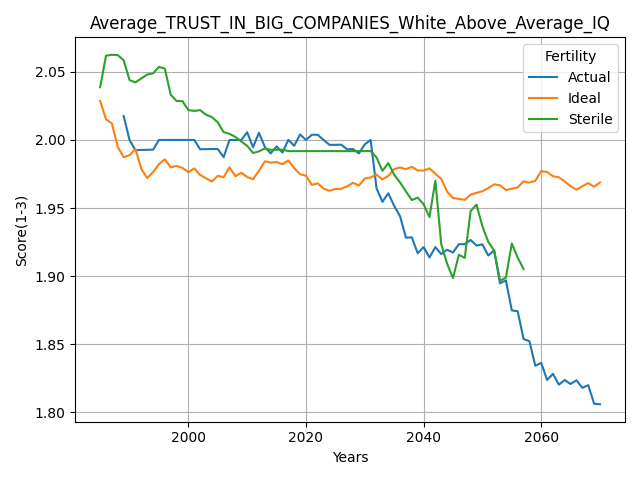 Average_TRUST_IN_BIG_COMPANIES_White_Above_Average_IQ
Fertility
Actual
Ideal
Sterile
Score(1-3)
2.05
2.00
1.95
1.90
1.85
1.80
2000 2020 2040 2060
Years